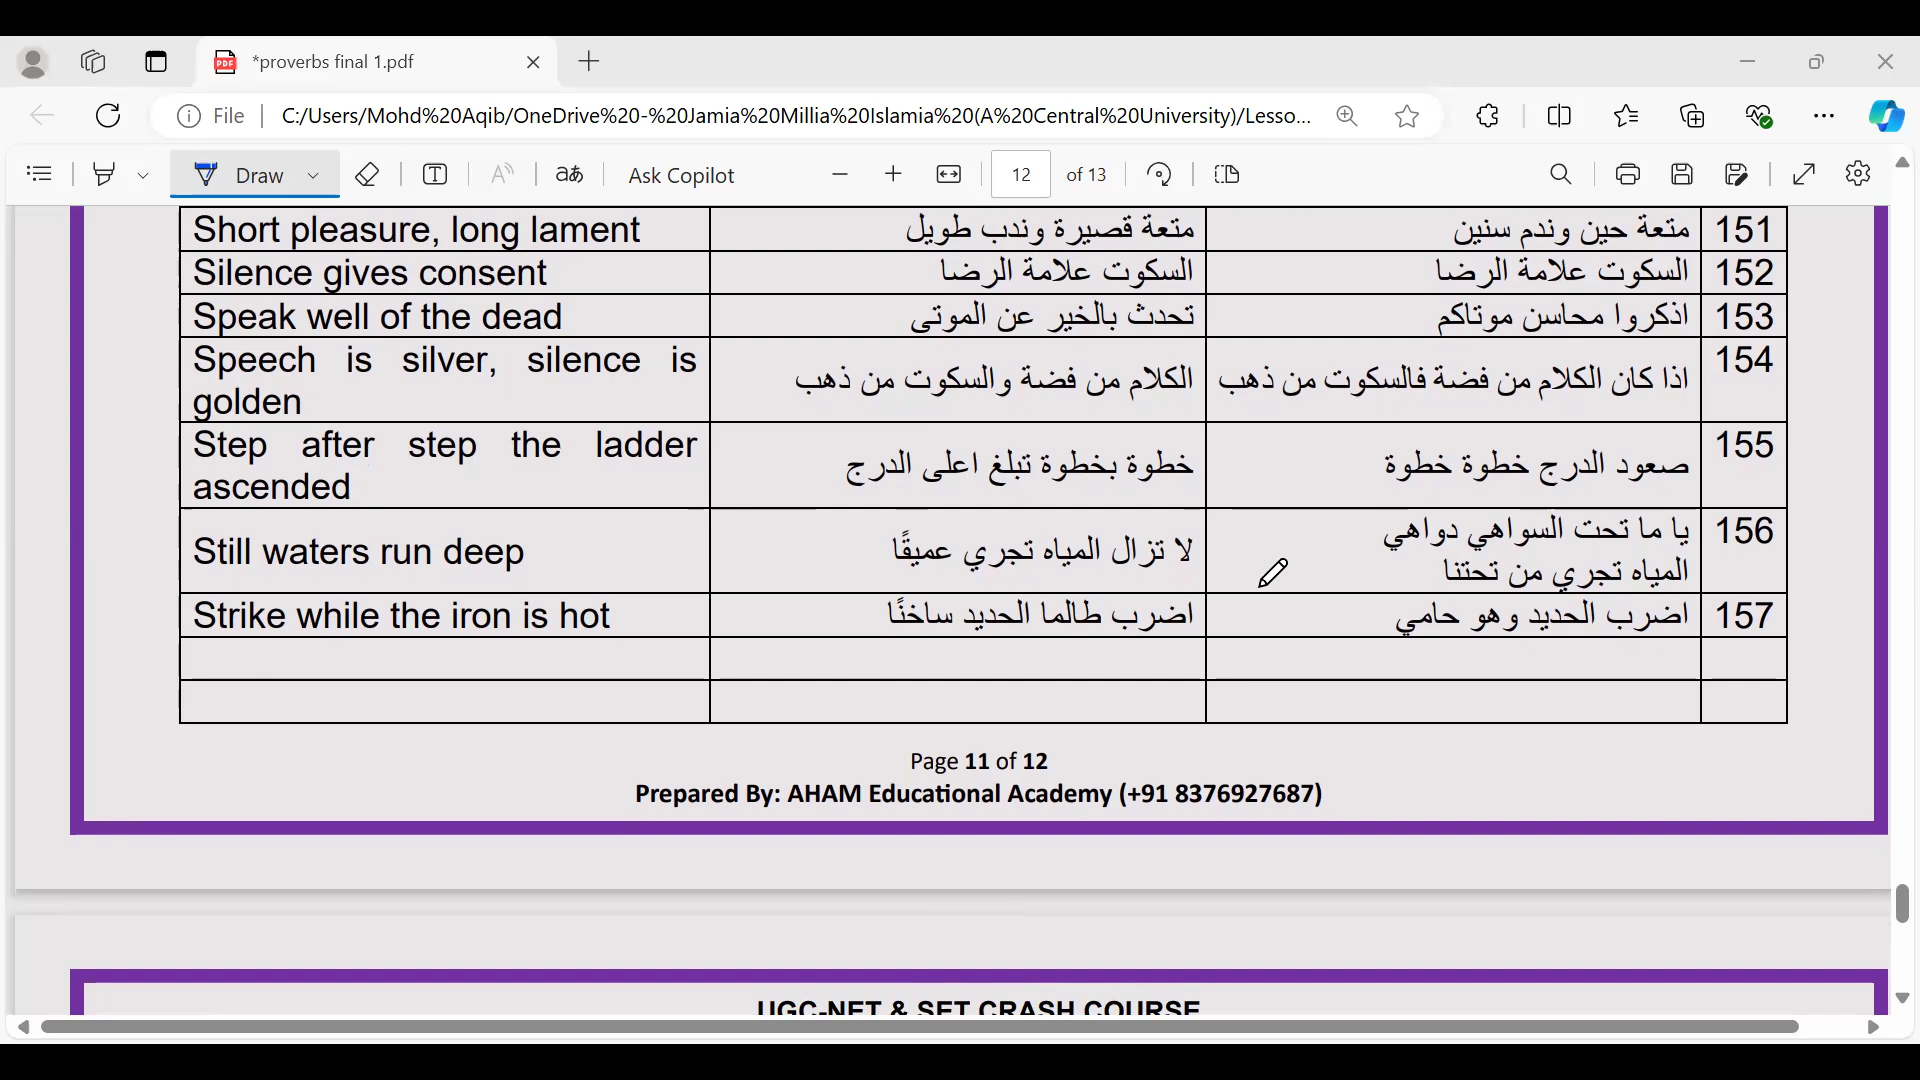 *proverbs final 1.pdf
File
C:/Users/Mohd%20Aqib/OneDrive%20-%20Jamia%20Millia%20Islamia%20(A%20Central%20University)/Lesso...
Draw
Ask Copilot
12 of 13
Short pleasure, long lament متعة قصيرة وندب طويل متعة حين وندم سنين 151
Silence gives consent السكوت علامة الرضا السكوت علامة الرضا 152
Speak well of the dead تحدث بالخير عن الموتى اذكروا محاسن موتاكم 153
Speech is silver, silence is
golden
الكلام من فضة والسكوت من ذهب اذا كان الكلام من فضة فالسكوت من ذهب 154
Step after step the ladder
ascended
خطوة بخطوة تبلغ اعلى الدرج صعود الدرج خطوة خطوة 155
Still waters run deep لا تزال المياه تجري عميقًا
يا ما تحت السواهي دواهي 156
المياه تجري من تحتنا
Strike while the iron is hot اضرب طالما الحديد ساخنًا اضرب الحديد وهو حامي 157
Page 11 of 12
Prepared By: AHAM Educational Academy (+91 8376927687)
UGC-NET & SET CRASH COURSE